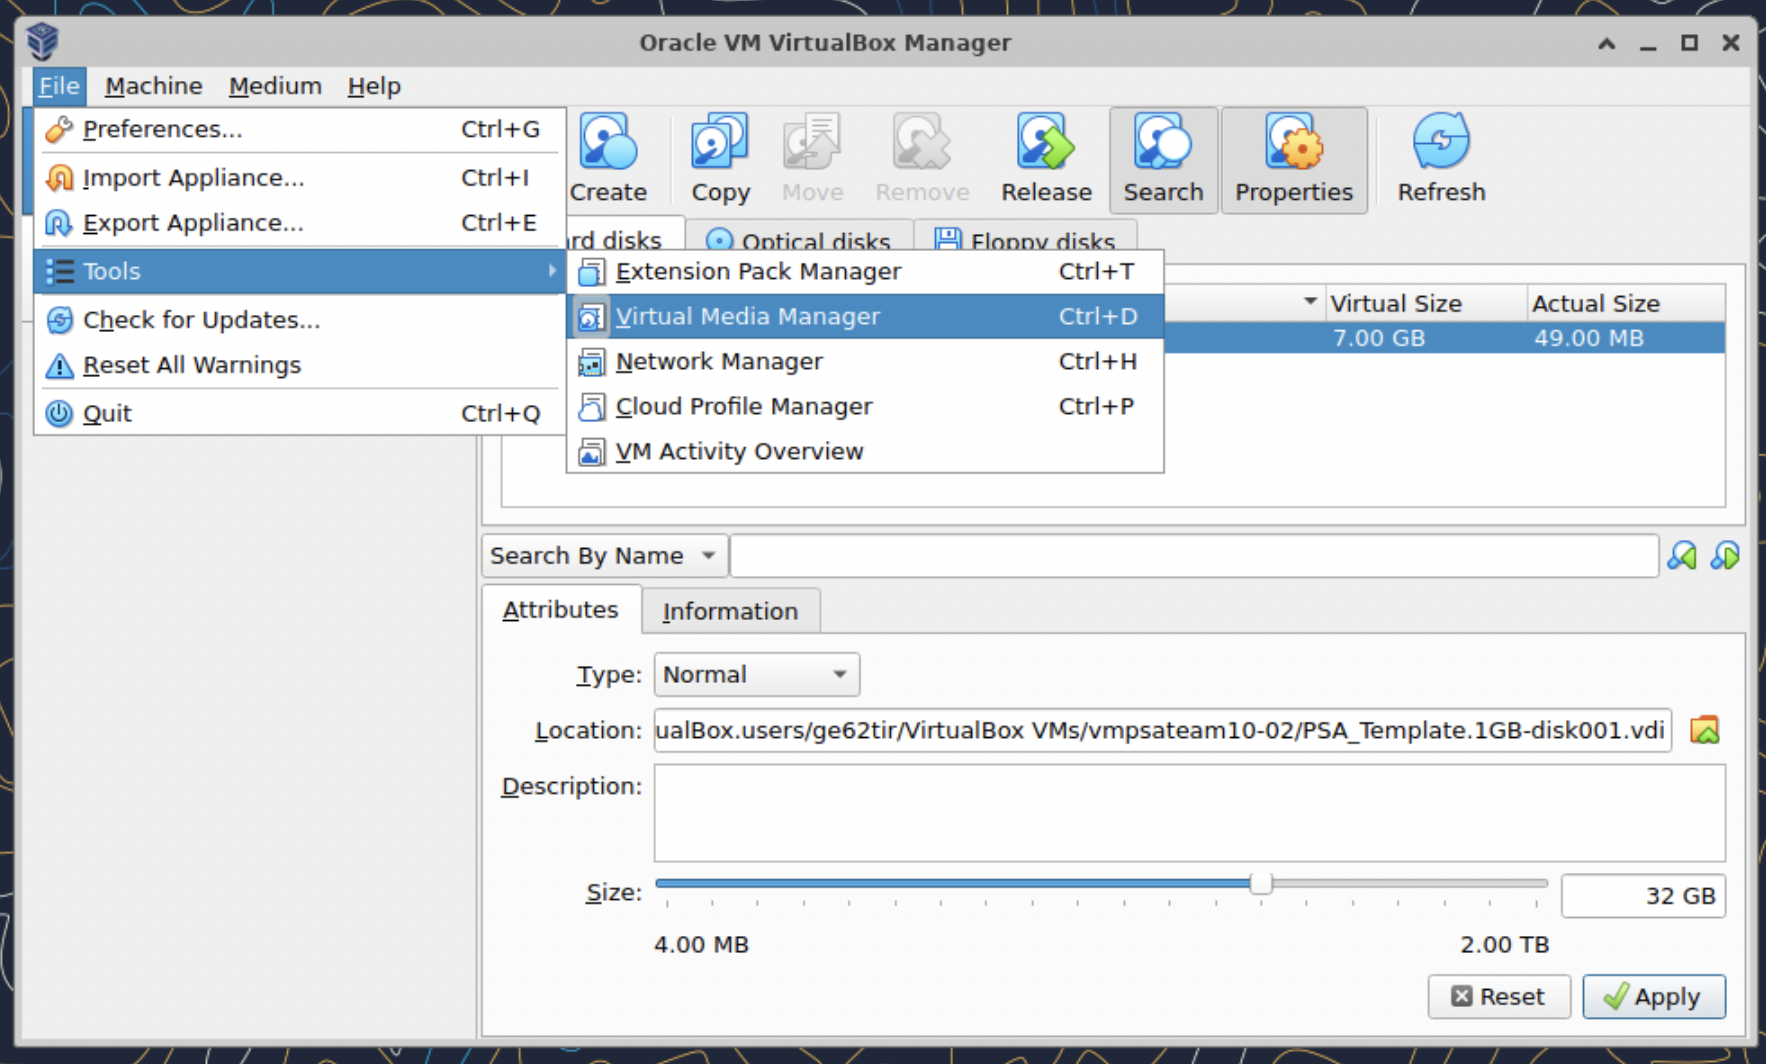 Oracle VM VirtualBox Manager
File Machine Medium Help
Preferences... Ctrl+G
Import Appliance... Ctrl+I
Export Appliance... Ctrl+E
Tools
Check for Updates... 
Reset All Warnings
Quit Ctrl+Q
Create Copy Move Remove Release Search Properties Refresh
rd disks Optical disks Floppy disks
Extension Pack Manager Ctrl+T
Virtual Media Manager Ctrl+D
Network Manager Ctrl+H
Cloud Profile Manager Ctrl+P
VM Activity Overview
Virtual Size Actual Size
7.00 GB 49.00 MB
Search By Name
Attributes Information
Type: Normal
Location: ualBox.users/ge62tir/VirtualBox VMs/vmpsateam10-02/PSA_Template.1GB-disk001.vdi
Description:
Size: 32 GB
4.00 MB 2.00 TB
Reset Apply